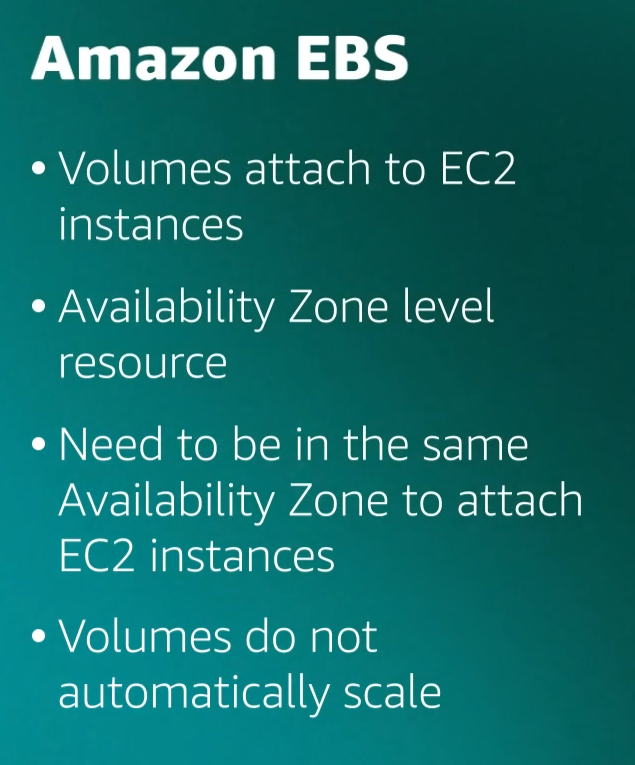 Amazon EBS
• Volumes attach to EC2
instances
• Availability Zone level
resource
• Need to be in the same
Availability Zone to attach
EC2 instances
• Volumes do not
automatically scale